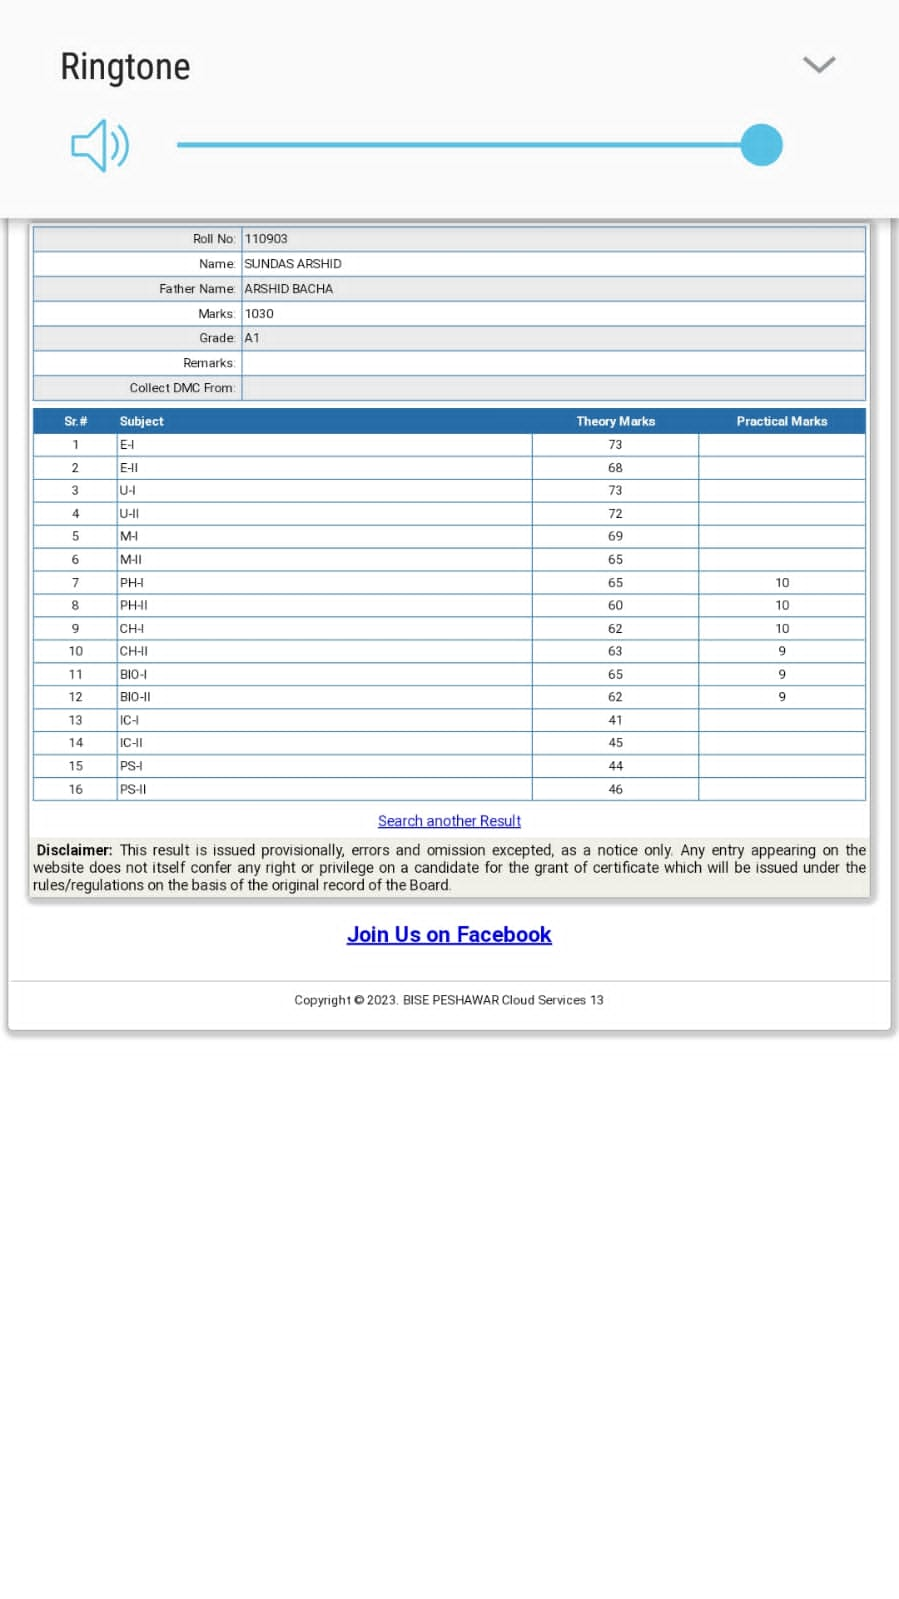 Ringtone
Roll No: 110903
Name: SUNDAS ARSHID
Father Name: ARSHID BACHA
Marks: 1030
Grade: A1
Remarks:
Collect DMC From:
Sr.# Subject Theory Marks Practical Marks
1 E-I 73
2 E-II 68
3 U-I 73
4 U-II 72
5 M-I 69
6 M-II 65
7 PH-I 65 10
8 PH-II 60 10
9 CH-I 62 10
10 CH-II 63 9
11 BIO-I 65 9
12 BIO-II 62 9
13 IC-I 41
14 IC-II 45
15 PS-I 44
16 PS-II 46
Search another Result
Disclaimer: This result is issued provisionally, errors and omission excepted, as a notice only. Any entry appearing on the
website does not itself confer any right or privilege on a candidate for the grant of certificate which will be issued under the
rules/regulations on the basis of the original record of the Board.
Join Us on Facebook
Copyright © 2023. BISE PESHAWAR Cloud Services 13